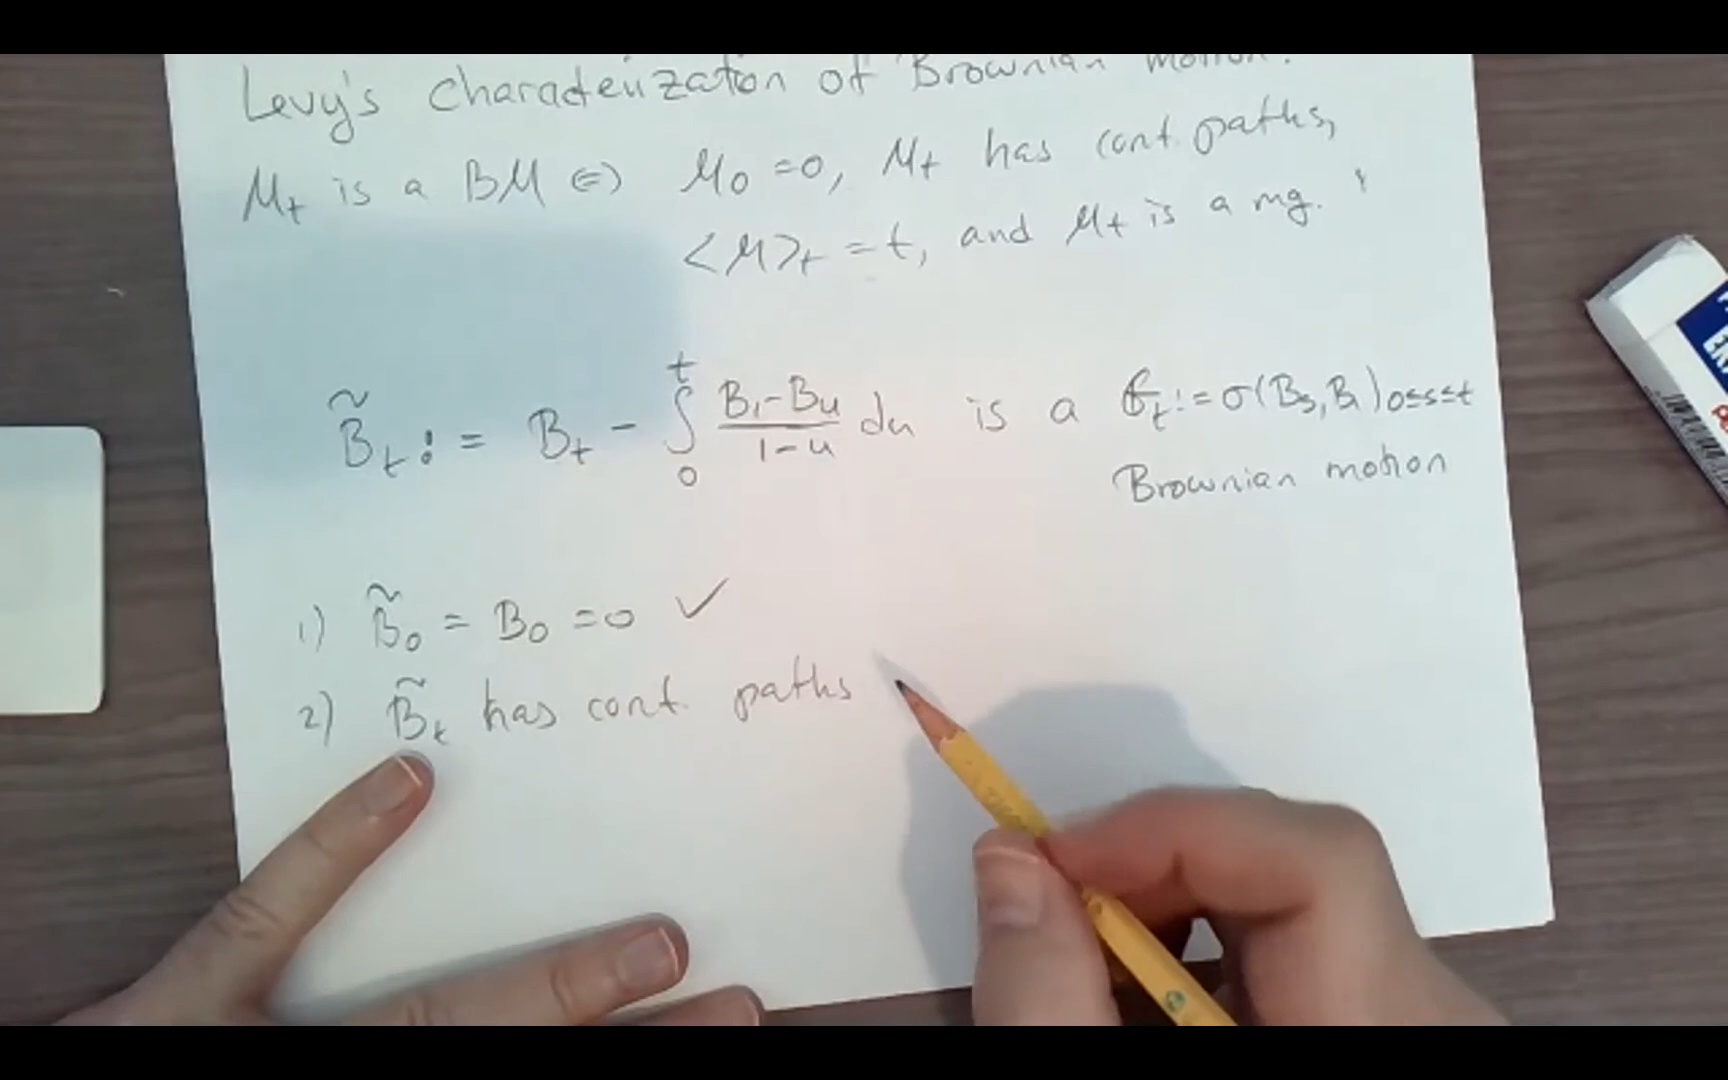 Levy's characterization of Brownian motion:
M_t is a BM ⇔ M_0 = 0, M_t has cont. paths,
<M>_t = t, and M_t is a mg.
B̃_t := B_t - ∫_0^t (B_1 - B_u)/(1-u) du is a G_t := σ(B_s, B_1)_{0≤s≤t}
Brownian motion
1) B̃_0 = B_0 = 0 ✓
2) B̃_t has cont. paths